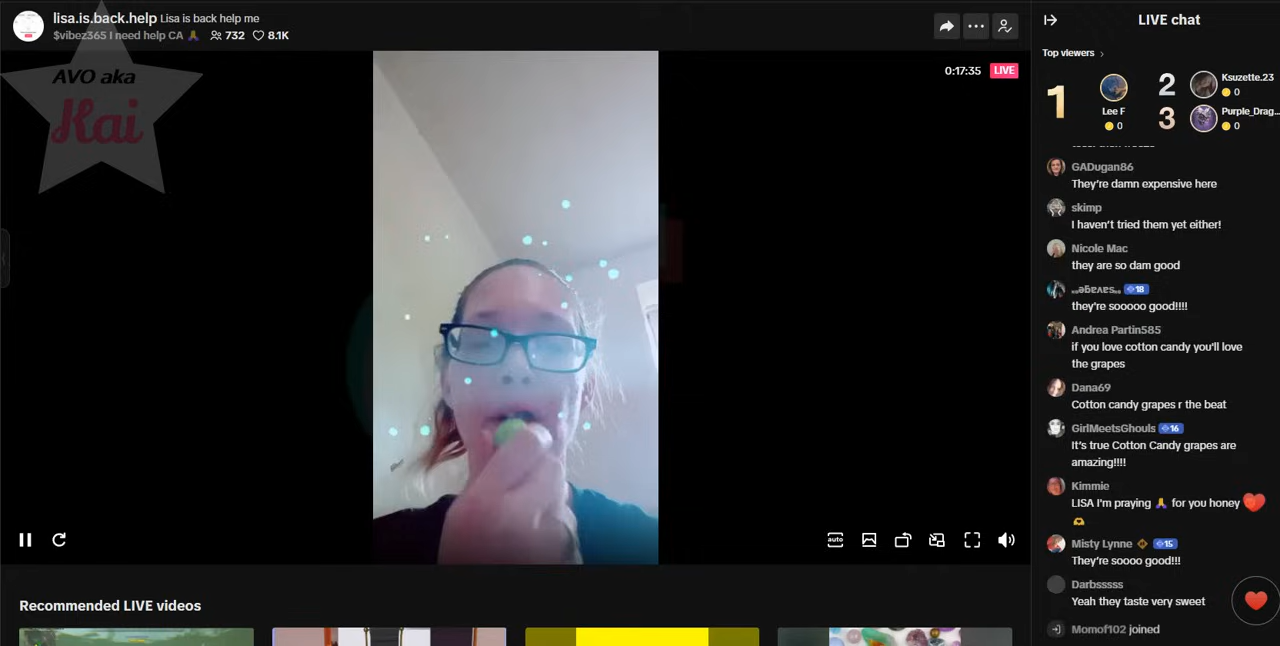 lisa.is.back.help Lisa is back help me
$vibez365 I need help CA 🙏 732 8.1K
AVO aka
Kai
0:17:35 LIVE
auto
Recommended LIVE videos
LIVE chat
Top viewers
1
Lee F
0
2
Ksuzette.23
0
3
Purple_Drag...
0
GADugan86
They're damn expensive here
skimp
I haven't tried them yet either!
Nicole Mac
they are so dam good
18
they're sooooo good!!!!
Andrea Partin585
if you love cotton candy you'll love
the grapes
Dana69
Cotton candy grapes r the beat
GirlMeetsGhouls 16
It's true Cotton Candy grapes are
amazing!!!!
Kimmie
LISA I'm praying 🙏 for you honey ❤️
🫶
Misty Lynne 15
They're soooo good!!!
Darbsssss
Yeah they taste very sweet
Momof102 joined